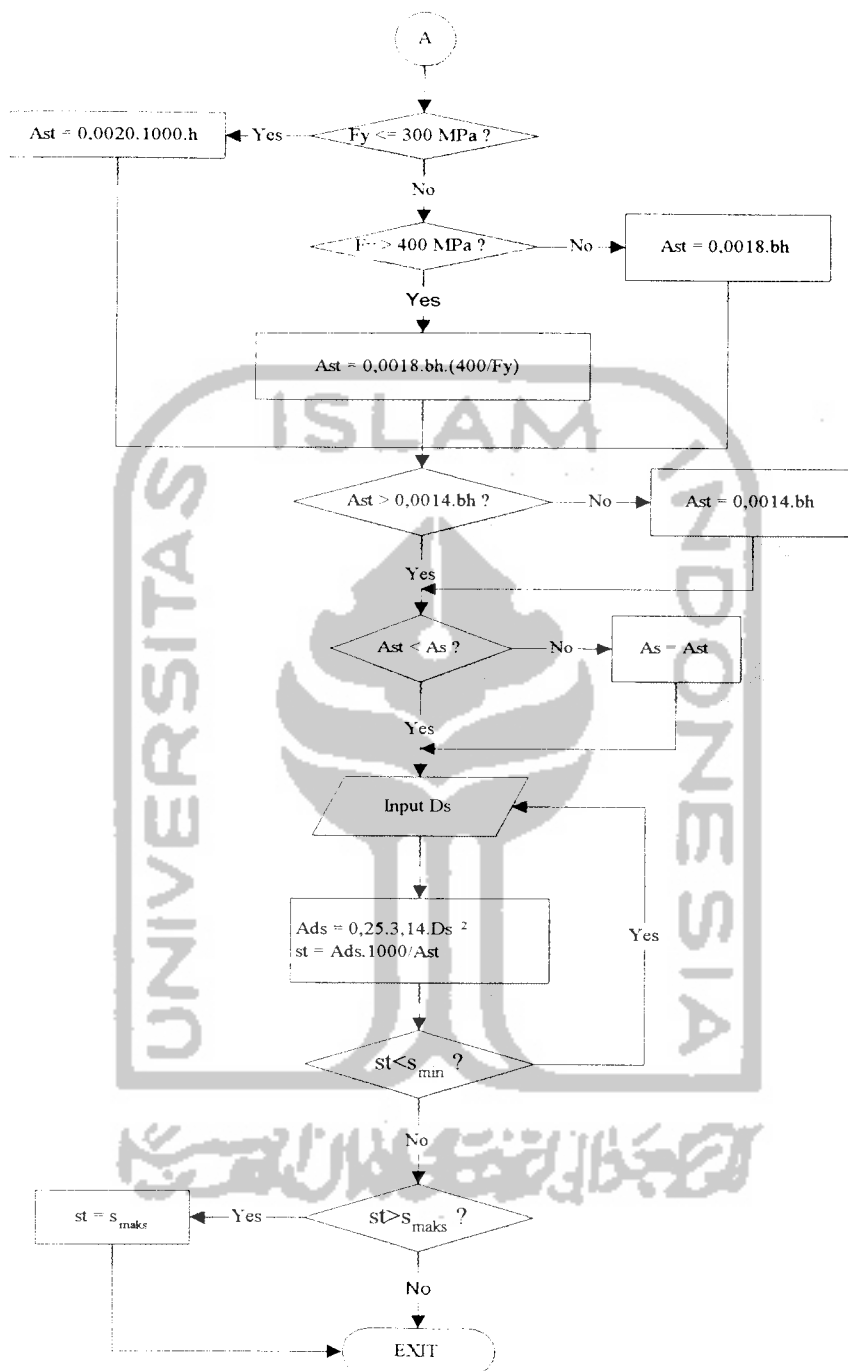 A
Fy <= 300 MPa ?
Yes
Ast = 0,0020.1000.h
No
> 400 MPa ?
No
Ast = 0,0018.bh
Yes
Ast = 0,0018.bh.(400/Fy)
ISLAM
UNIVERSITAS
INDONESIA
Ast > 0,0014.bh ?
No
Ast = 0,0014.bh
Yes
Ast < As ?
No
As = Ast
Yes
Input Ds
Ads = 0,25.3,14.Ds ²
st = Ads.1000/Ast
Yes
st<s_min ?
No
st>s_maks ?
Yes
st = s_maks
No
EXIT